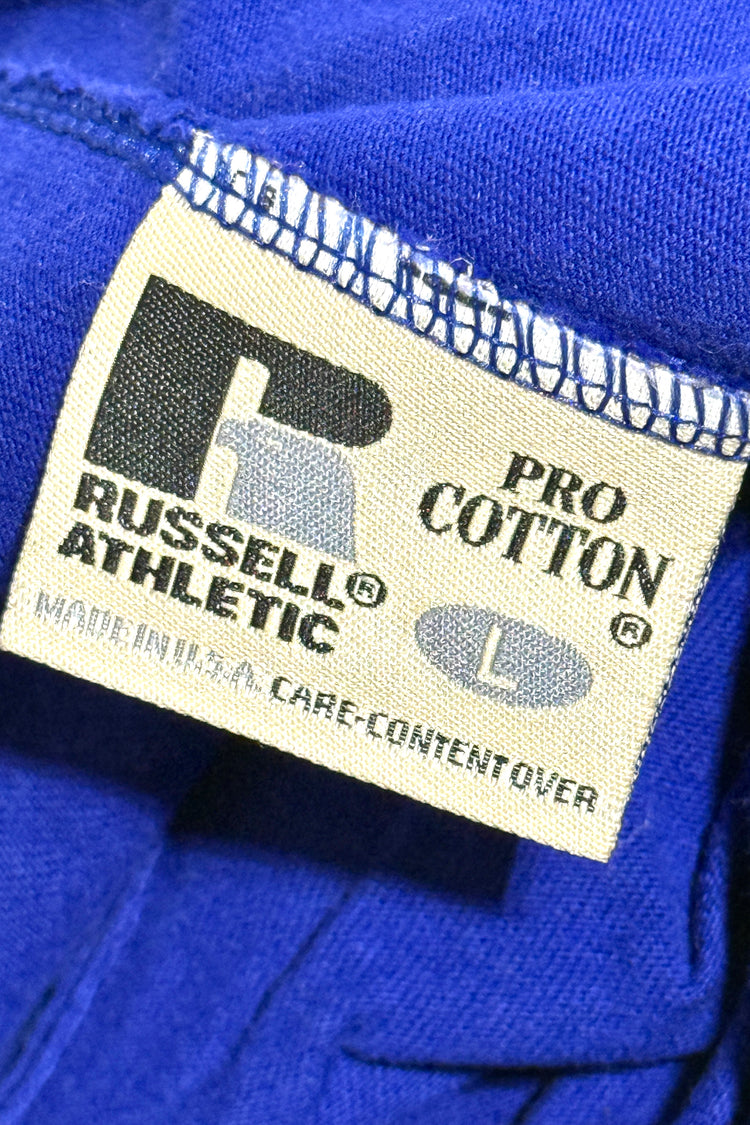 RUSSELL®
ATHLETIC
PRO
COTTON
®
L
MADE IN U.S.A.
CARE-CONTENT OVER